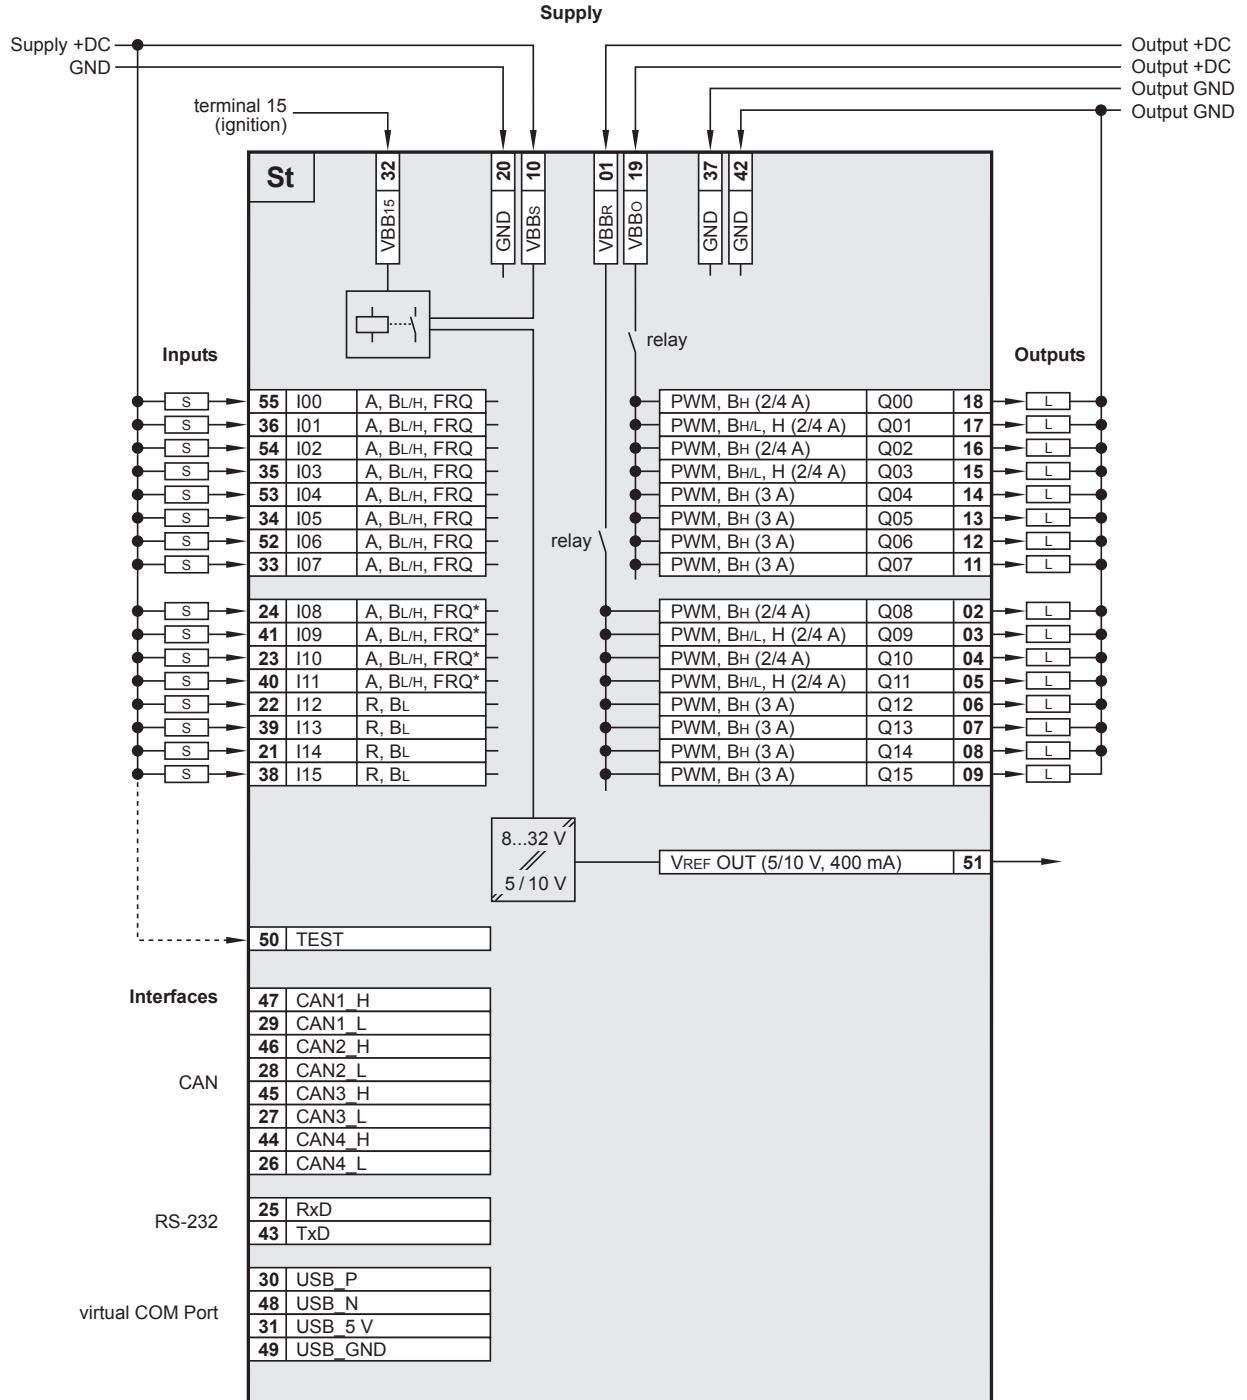 Supply
Supply +DC
Output +DC
GND
Output +DC
Output GND
terminal 15
(ignition)
Output GND
St
32
20
10
01
19
37
42
VBB15
GND
VBBS
VBBR
VBBO
GND
GND
relay
Inputs
Outputs
S 55 I00 A, BL/H, FRQ PWM, BH (2/4 A) Q00 18 L
S 36 I01 A, BL/H, FRQ PWM, BH/L, H (2/4 A) Q01 17 L
S 54 I02 A, BL/H, FRQ PWM, BH (2/4 A) Q02 16 L
S 35 I03 A, BL/H, FRQ PWM, BH/L, H (2/4 A) Q03 15 L
S 53 I04 A, BL/H, FRQ PWM, BH (3 A) Q04 14 L
S 34 I05 A, BL/H, FRQ PWM, BH (3 A) Q05 13 L
S 52 I06 A, BL/H, FRQ relay PWM, BH (3 A) Q06 12 L
S 33 I07 A, BL/H, FRQ PWM, BH (3 A) Q07 11 L
S 24 I08 A, BL/H, FRQ* PWM, BH (2/4 A) Q08 02 L
S 41 I09 A, BL/H, FRQ* PWM, BH/L, H (2/4 A) Q09 03 L
S 23 I10 A, BL/H, FRQ* PWM, BH (2/4 A) Q10 04 L
S 40 I11 A, BL/H, FRQ* PWM, BH/L, H (2/4 A) Q11 05 L
S 22 I12 R, BL PWM, BH (3 A) Q12 06 L
S 39 I13 R, BL PWM, BH (3 A) Q13 07 L
S 21 I14 R, BL PWM, BH (3 A) Q14 08 L
S 38 I15 R, BL PWM, BH (3 A) Q15 09 L
8...32 V
5 / 10 V
VREF OUT (5/10 V, 400 mA) 51
50 TEST
Interfaces
47 CAN1_H
29 CAN1_L
46 CAN2_H
28 CAN2_L
CAN
45 CAN3_H
27 CAN3_L
44 CAN4_H
26 CAN4_L
RS-232
25 RxD
43 TxD
virtual COM Port
30 USB_P
48 USB_N
31 USB_5 V
49 USB_GND